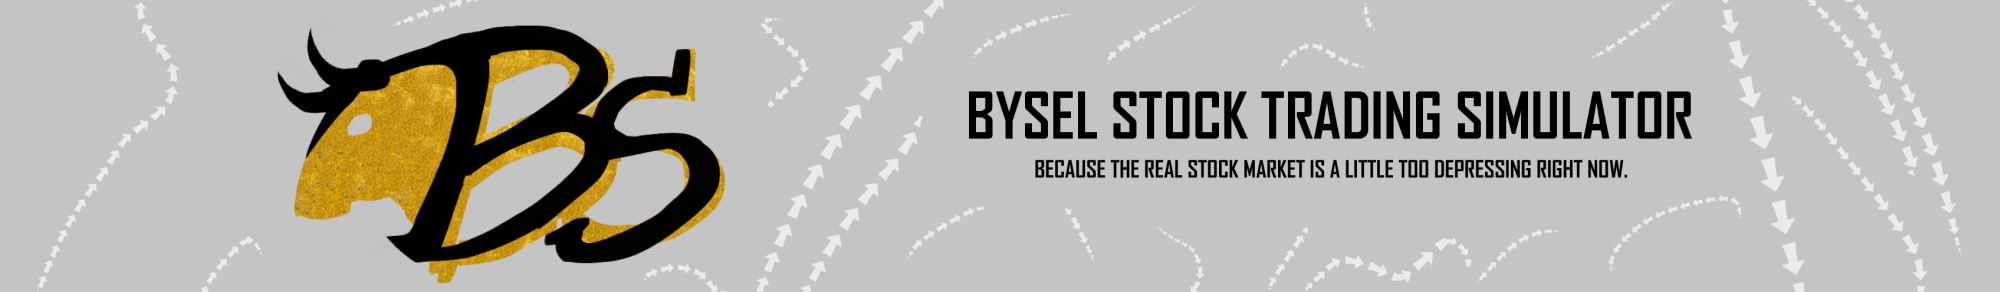 BS
BYSEL STOCK TRADING SIMULATOR
BECAUSE THE REAL STOCK MARKET IS A LITTLE TOO DEPRESSING RIGHT NOW.